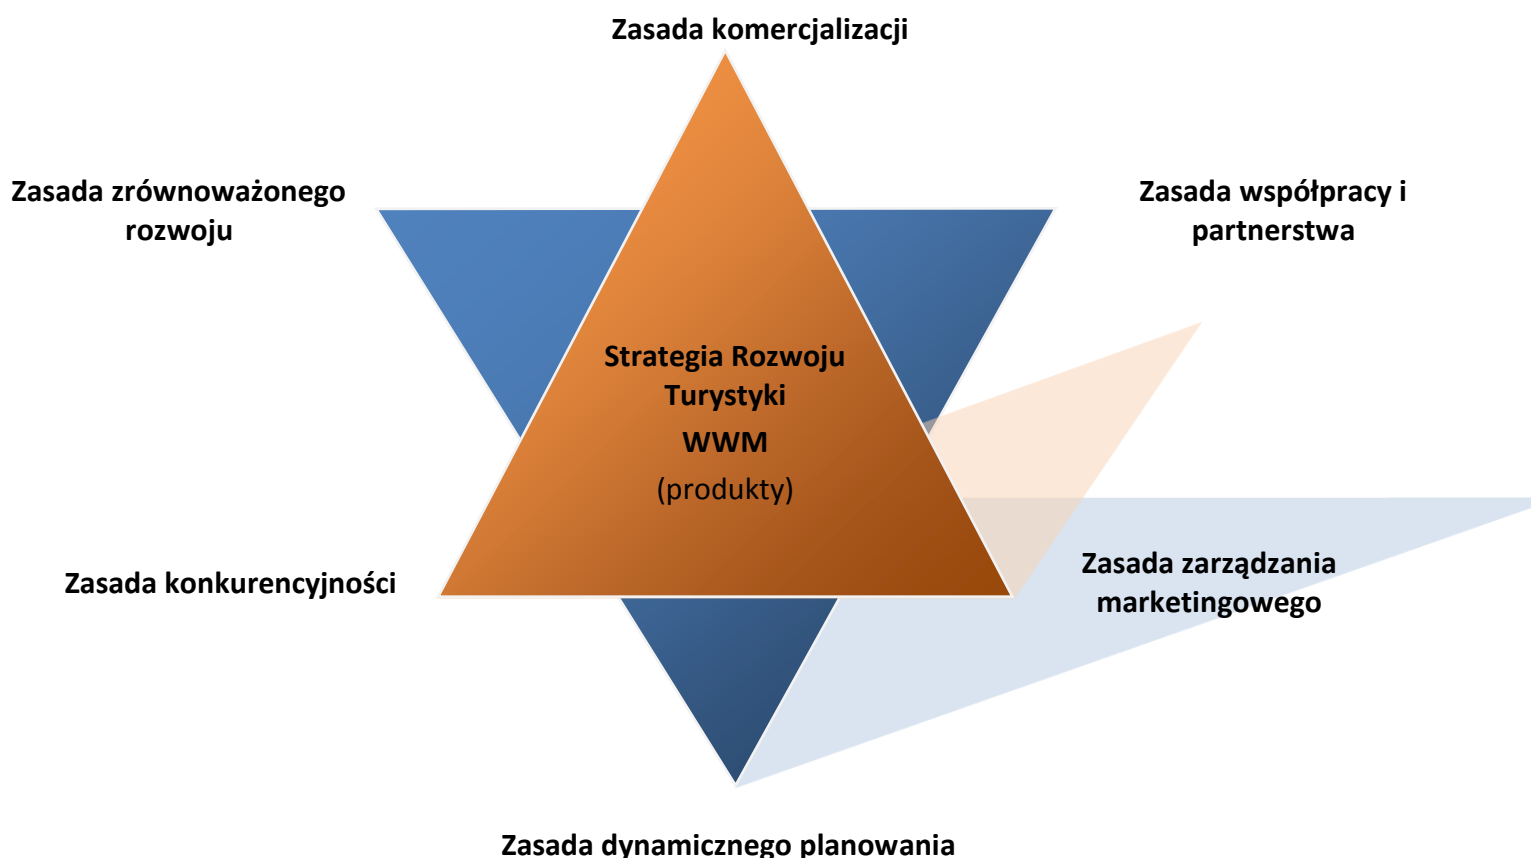 Zasada komercjalizacji
Zasada zrównoważonego
rozwoju
Zasada współpracy i
partnerstwa
Strategia Rozwoju
Turystyki
WWM
(produkty)
Zasada konkurencyjności
Zasada zarządzania
marketingowego
Zasada dynamicznego planowania